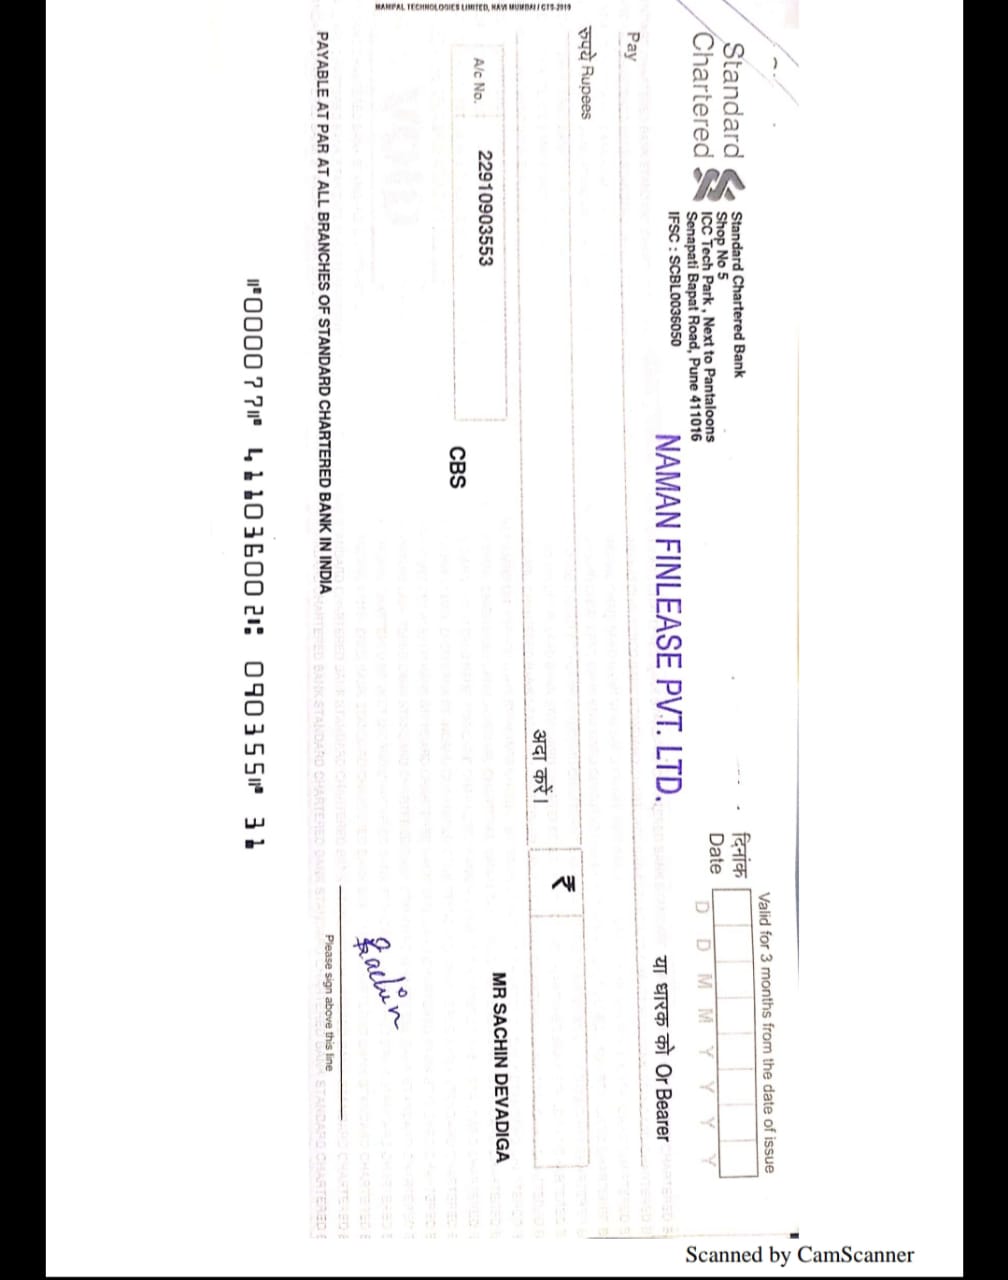 Valid for 3 months from the date of issue
Standard
Chartered
Standard Chartered Bank
Shop No 5
ICC Tech Park, Next to Pantaloons
Senapati Bapat Road, Pune 411016
IFSC : SCBL0036050
दिनांक
Date
D D M M Y Y Y Y
Pay
NAMAN FINLEASE PVT. LTD.
या धारक को Or Bearer
रुपये Rupees
अदा करें।
₹
A/c No.
22910903553
MR SACHIN DEVADIGA
CBS
Sachin
Please sign above this line
MANIPAL TECHNOLOGIES LIMITED, NAVI MUMBAI / CTS-2010
PAYABLE AT PAR AT ALL BRANCHES OF STANDARD CHARTERED BANK IN INDIA
⑈000077⑈ 411036002⑆ 090355⑈ 31
Scanned by CamScanner